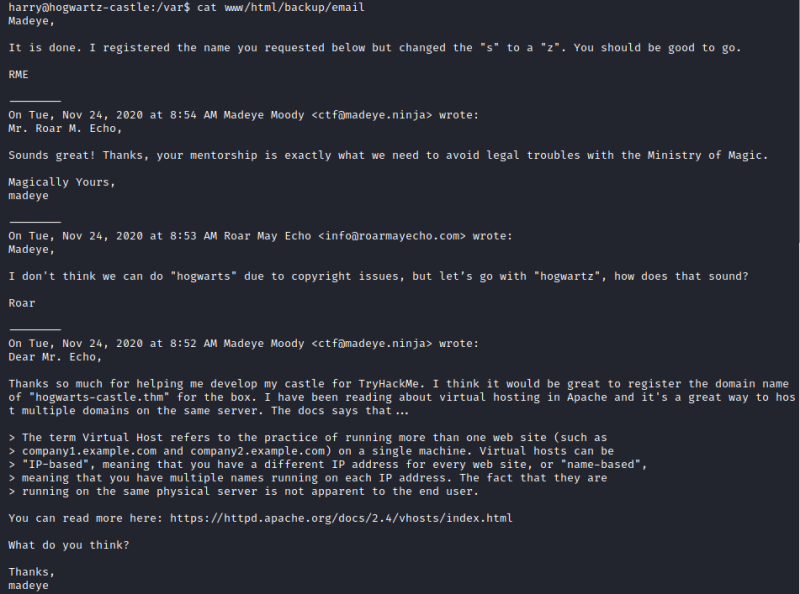 harry@hogwartz-castle:/var$ cat www/html/backup/email
Madeye,
It is done. I registered the name you requested below but changed the "s" to a "z". You should be good to go.
RME
________
On Tue, Nov 24, 2020 at 8:54 AM Madeye Moody <ctf@madeye.ninja> wrote:
Mr. Roar M. Echo,
Sounds great! Thanks, your mentorship is exactly what we need to avoid legal troubles with the Ministry of Magic.
Magically Yours,
madeye
________
On Tue, Nov 24, 2020 at 8:53 AM Roar May Echo <info@roarmayecho.com> wrote:
Madeye,
I don't think we can do "hogwarts" due to copyright issues, but let’s go with "hogwartz", how does that sound?
Roar
________
On Tue, Nov 24, 2020 at 8:52 AM Madeye Moody <ctf@madeye.ninja> wrote:
Dear Mr. Echo,
Thanks so much for helping me develop my castle for TryHackMe. I think it would be great to register the domain name
of "hogwarts-castle.thm" for the box. I have been reading about virtual hosting in Apache and it's a great way to hos
t multiple domains on the same server. The docs says that...
> The term Virtual Host refers to the practice of running more than one web site (such as
> company1.example.com and company2.example.com) on a single machine. Virtual hosts can be
> "IP-based", meaning that you have a different IP address for every web site, or "name-based",
> meaning that you have multiple names running on each IP address. The fact that they are
> running on the same physical server is not apparent to the end user.
You can read more here: https://httpd.apache.org/docs/2.4/vhosts/index.html
What do you think?
Thanks,
madeye